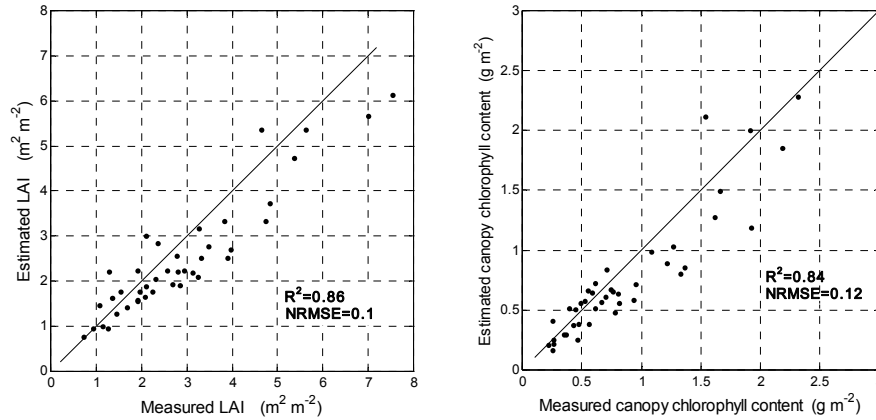 8
7
6
5
4
3
2
1
0
0 1 2 3 4 5 6 7 8
Estimated LAI (m² m⁻²)
Measured LAI (m² m⁻²)
R²=0.86
NRMSE=0.1
3
2.5
2
1.5
1
0.5
0
0 0.5 1 1.5 2 2.5
Estimated canopy chlorophyll content
(g m⁻²)
Measured canopy chlorophyll content (g m⁻²)
R²=0.84
NRMSE=0.12